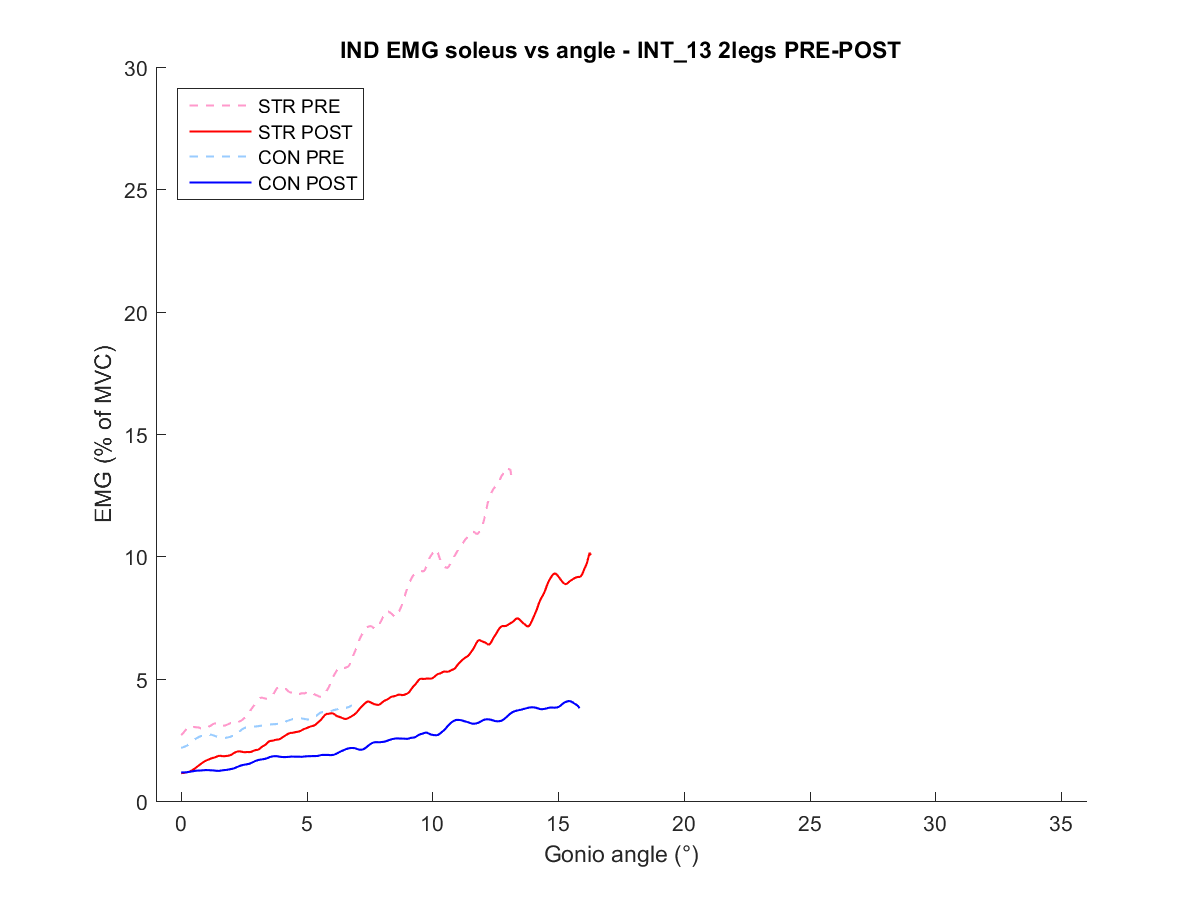 IND EMG soleus vs angle - INT_13 2legs PRE-POST
30
25
20
15
10
5
0
STR PRE
STR POST
CON PRE
CON POST
EMG (% of MVC)
0 5 10 15 20 25 30 35
Gonio angle (°)